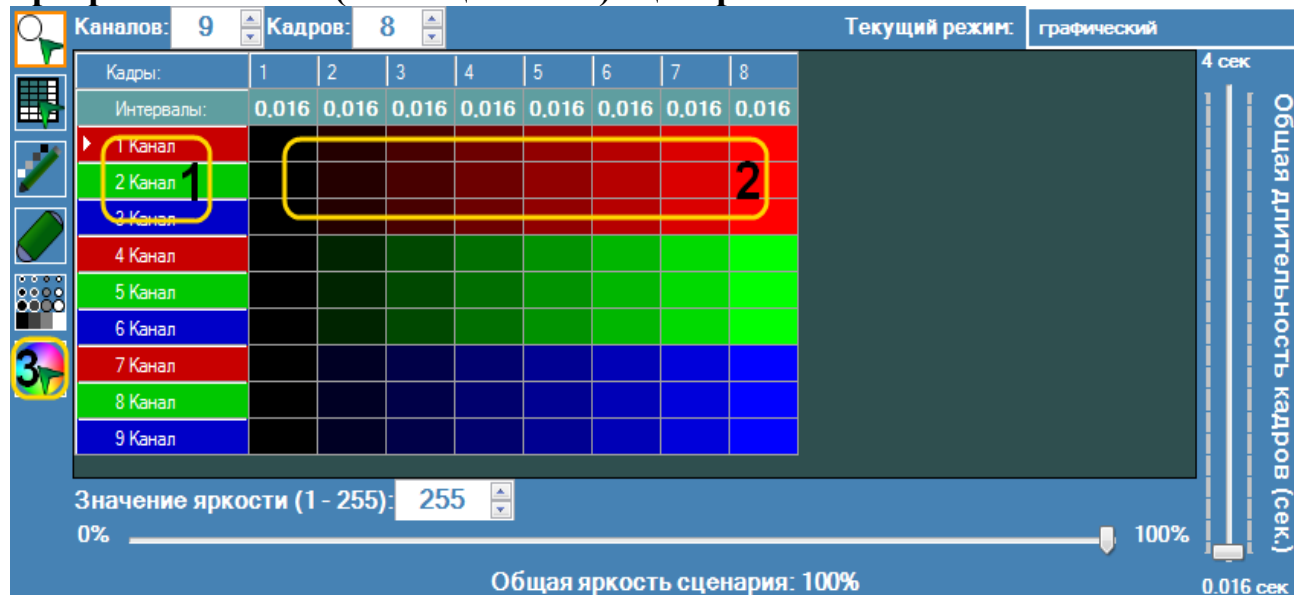 Каналов: 9 Кадров: 8 Текущий режим: графический
Кадры: 1 2 3 4 5 6 7 8
Интервалы: 0,016 0,016 0,016 0,016 0,016 0,016 0,016 0,016
1 Канал
2 Канал
3 Канал
4 Канал
5 Канал
6 Канал
7 Канал
8 Канал
9 Канал
1
2
3
4 сек
Общая длительность кадров (сек.)
0.016 сек
Значение яркости (1 - 255): 255
0% 100%
Общая яркость сценария: 100%